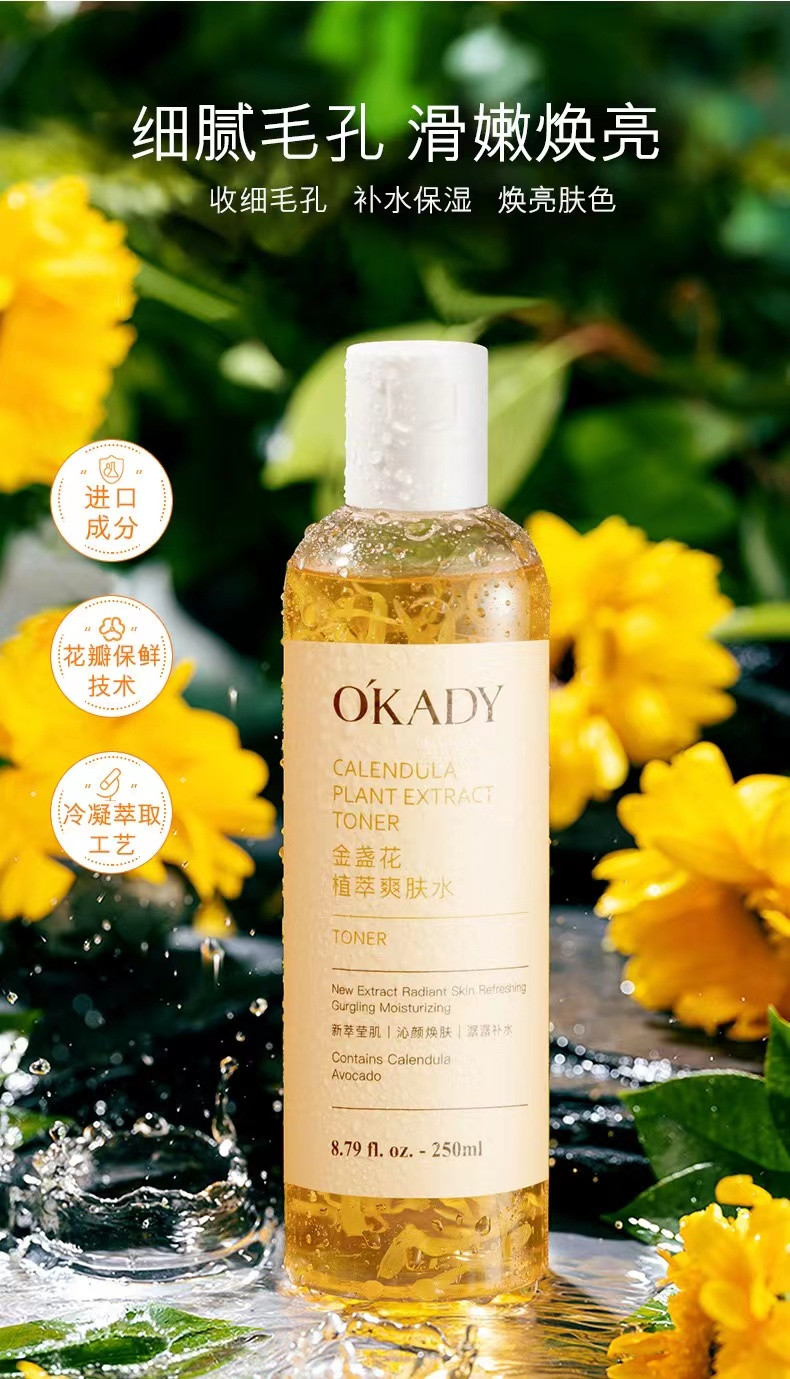 细腻毛孔 滑嫩焕亮
收细毛孔 补水保湿 焕亮肤色
进口
成分
花瓣保鲜
技术
冷凝萃取
工艺
O'KADY
CALENDULA
PLANT EXTRACT
TONER
金盏花
植萃爽肤水
TONER
New Extract Radiant Skin Refreshing
Gurgling Moisturizing
新萃莹肌 | 沁颜焕肤 | 潺潺补水
Contains Calendula
Avocado
8.79 fl. oz. - 250ml